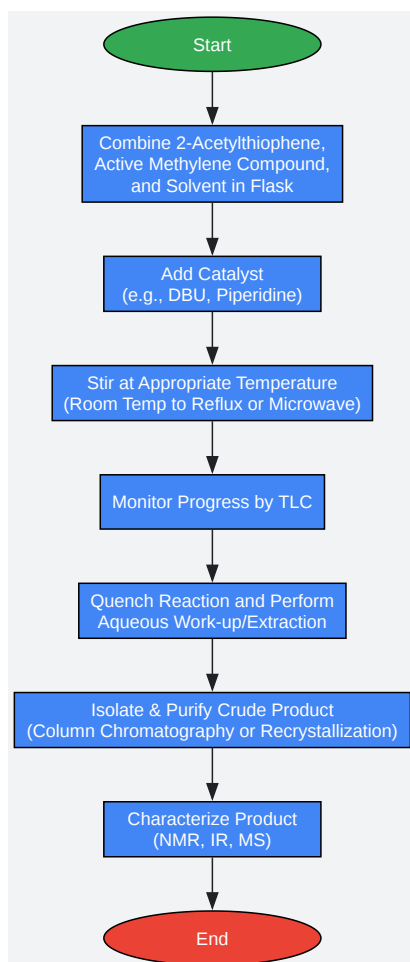 Start
Combine 2-Acetylthiophene,
Active Methylene Compound,
and Solvent in Flask
Add Catalyst
(e.g., DBU, Piperidine)
Stir at Appropriate Temperature
(Room Temp to Reflux or Microwave)
Monitor Progress by TLC
Quench Reaction and Perform
Aqueous Work-up/Extraction
Isolate & Purify Crude Product
(Column Chromatography or Recrystallization)
Characterize Product
(NMR, IR, MS)
End